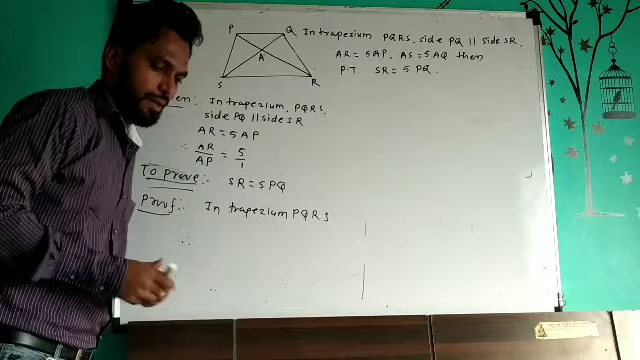 P Q In trapezium PQRS, side PQ || side SR,
A AR = 5AP, AS = 5AQ then
S R P.T. SR = 5PQ.
In trapezium, PQRS,
side PQ || side SR
AR = 5AP
∴ AR/AP = 5/1
To prove :- SR = 5PQ
Proof :- In trapezium PQRS
∴